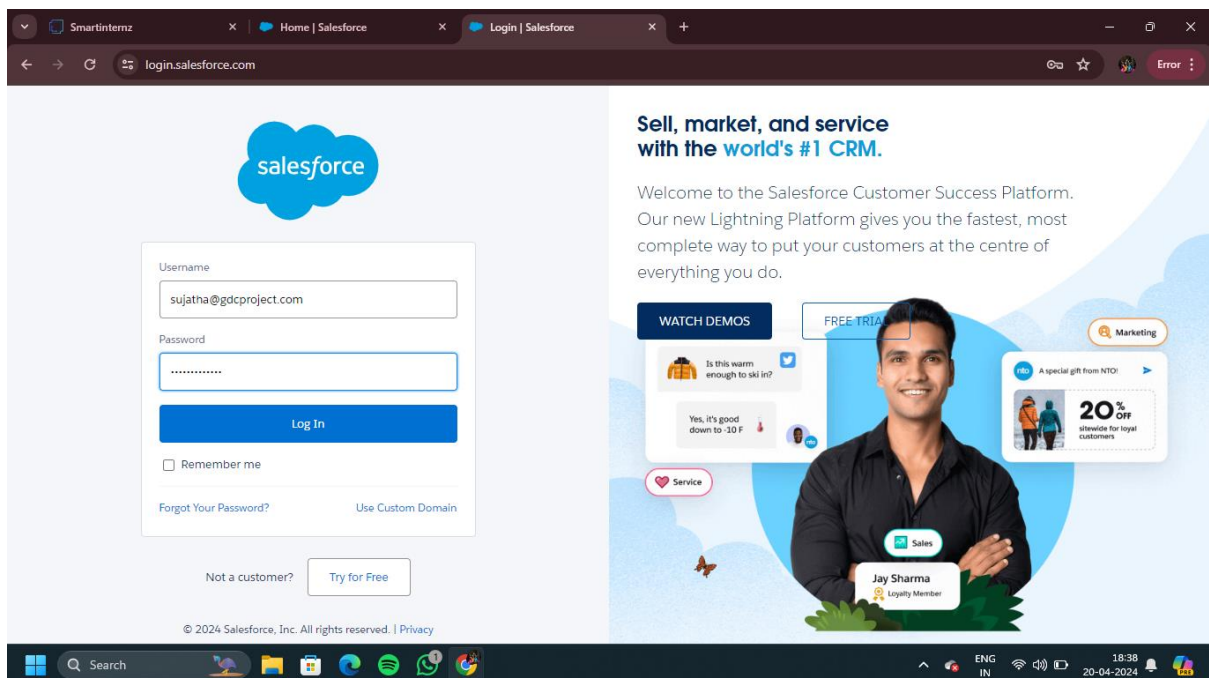 Smartinternz
Home | Salesforce
Login | Salesforce
login.salesforce.com
Error
salesforce
Username
sujatha@gdcproject.com
Password
.............
Log In
Remember me
Forgot Your Password?
Use Custom Domain
Not a customer?
Try for Free
© 2024 Salesforce, Inc. All rights reserved. | Privacy
Sell, market, and service
with the world's #1 CRM.
Welcome to the Salesforce Customer Success Platform.
Our new Lightning Platform gives you the fastest, most
complete way to put your customers at the centre of
everything you do.
WATCH DEMOS
FREE TRIAL
Is this warm
enough to ski in?
Yes, it's good
down to -10 F
nto
Service
Marketing
nto
A special gift from NTO!
20% OFF
sitewide for loyal
customers
Sales
Jay Sharma
Loyalty Member
Search
1
ENG
IN
18:38
20-04-2024
PRE